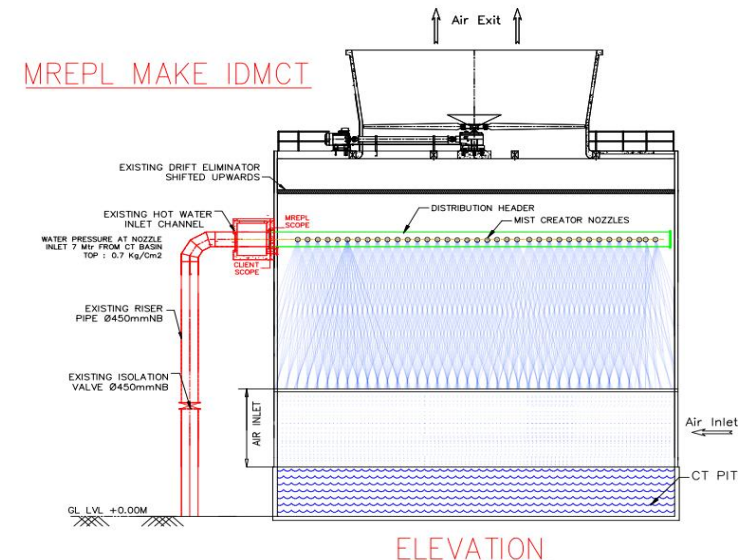 Air Exit
MREPL MAKE IDMCT
EXISTING DRIFT ELIMINATOR
SHIFTED UPWARDS
DISTRIBUTION HEADER
EXISTING HOT WATER
INLET CHANNEL
MREPL
SCOPE
MIST CREATOR NOZZLES
WATER PRESSURE AT NOZZLE
INLET 7 Mtr FROM CT BASIN
TOP : 0.7 Kg/Cm2
CLIENT
SCOPE
EXISTING RISER
PIPE Ø450mmNB
EXISTING ISOLATION
VALVE Ø450mmNB
AIR INLET
Air Inlet
CT PIT
GL LVL +0.00M
ELEVATION